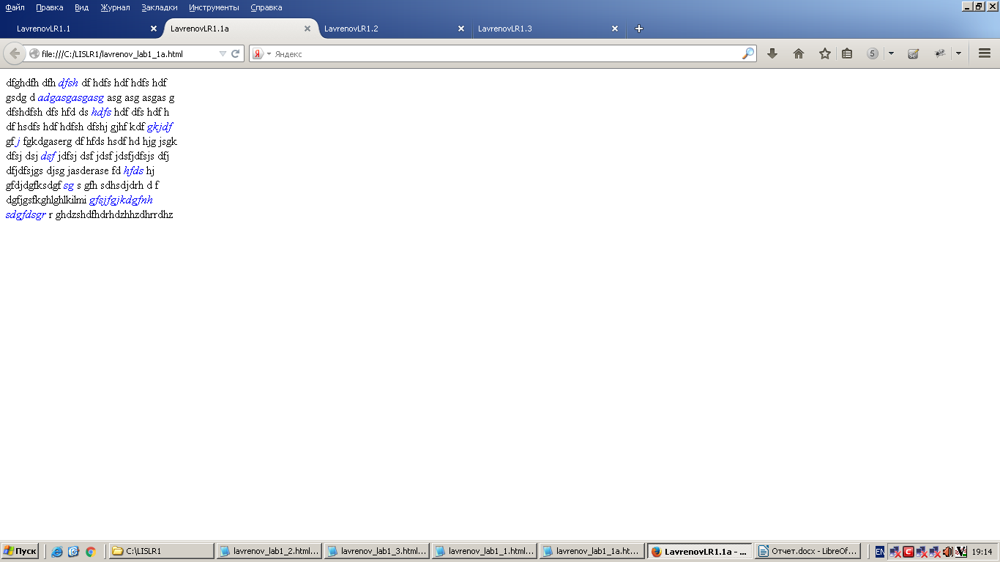 Файл Правка Вид Журнал Закладки Инструменты Справка
LavrenovLR1.1 LavrenovLR1.1a LavrenovLR1.2 LavrenovLR1.3
file:///C:/LISLR1/lavrenov_lab1_1a.html Я Яндекс 5
dfghdfh dfh dfsh df hdfs hdf hdfs hdf
gsdg d adgasgasgasg asg asg asgas g
dfshdfsh dfs hfd ds hdfs hdf dfs hdf h
df hsdfs hdf hdfsh dfshj gjhf kdf gkjdf
gf j fgkdgaserg df hfds hsdf hd hjg jsgk
dfsj dsj dsf jdfsj dsf jdsf jdsfjdfsjs dfj
dfjdfsjgs djsg jasderase fd hfds hj
gfdjdgfksdgf sg s gfh sdhsdjdrh d f
dgfjgsfkghlghlkilmi gfsjfgjkdgfnh
sdgfdsgr r ghdzshdfhdrhdzhhzdhrrdhz
Пуск C:\LISLR1 lavrenov_lab1_2.html... lavrenov_lab1_3.html... lavrenov_lab1_1.html... lavrenov_lab1_1a.ht... LavrenovLR1.1a - ... Отчет.docx - LibreOf... EN 19:14